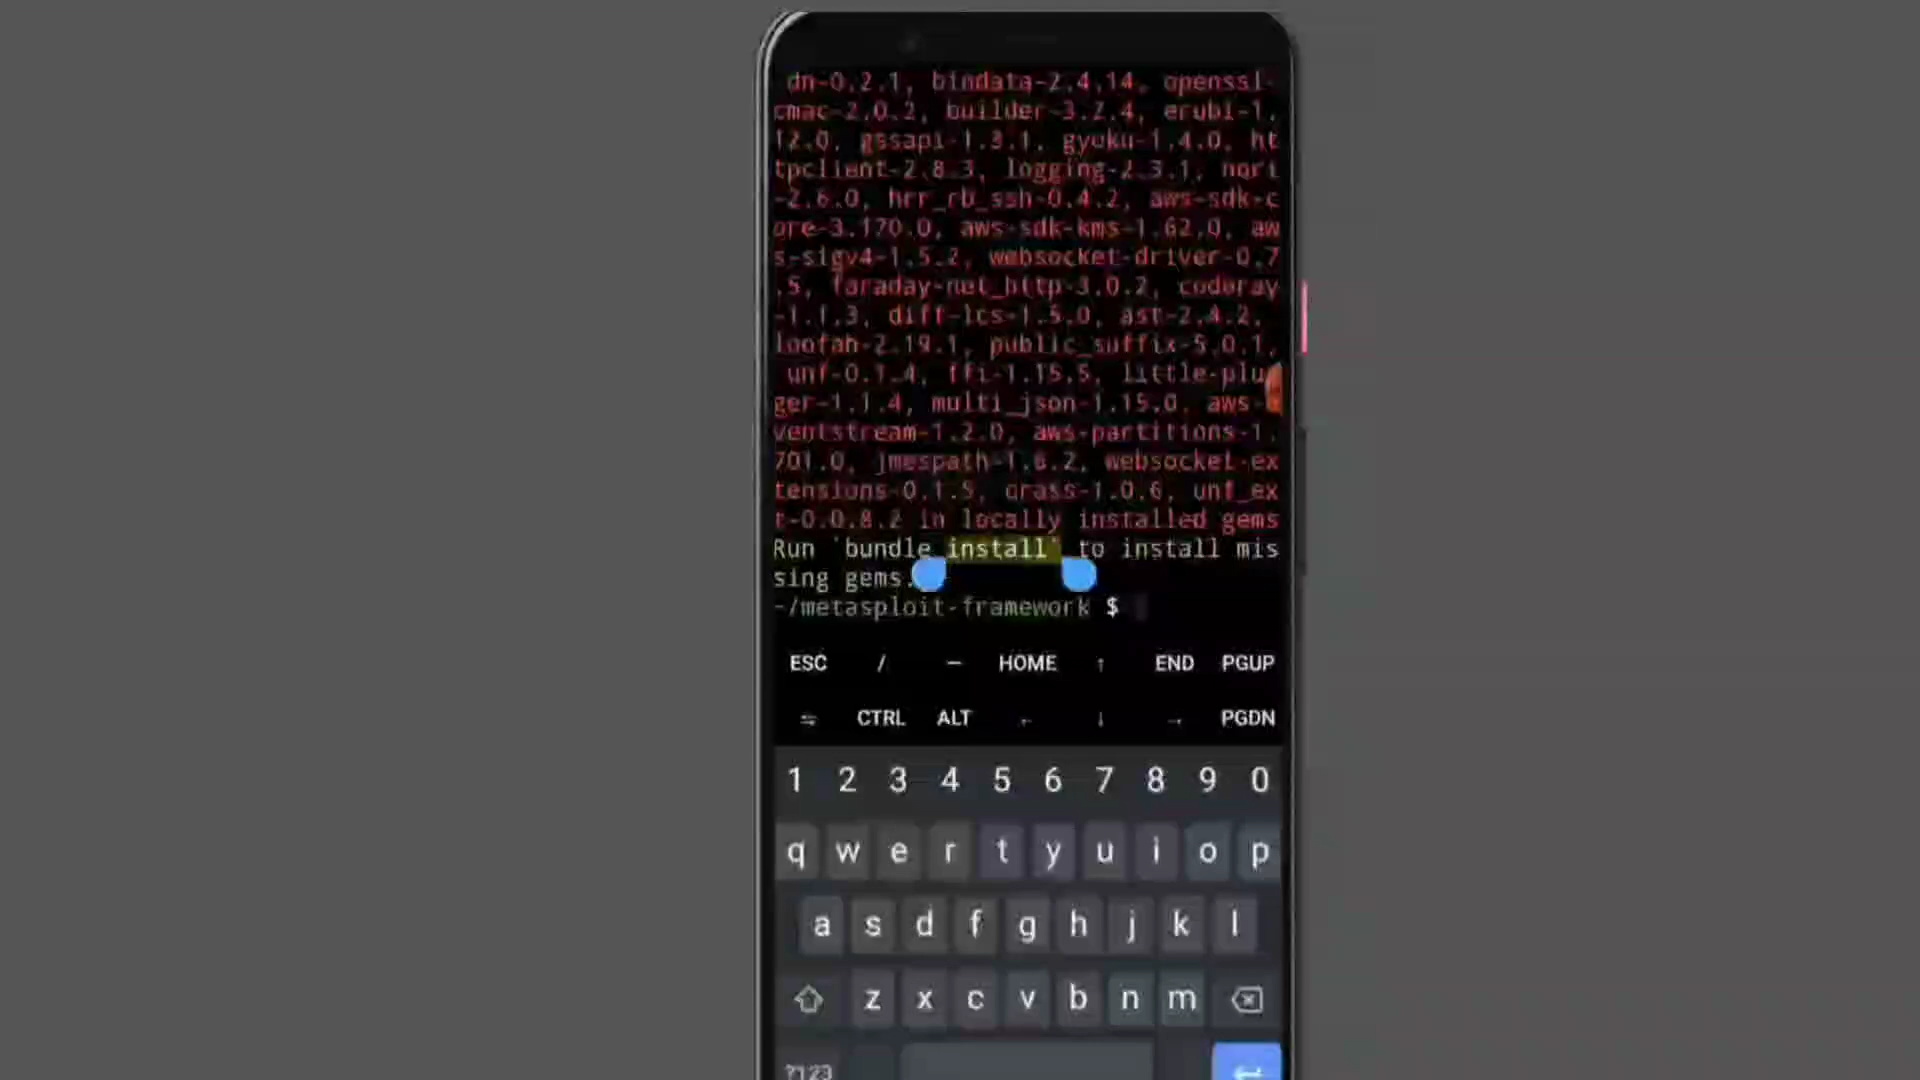 dn-0.2.1, bindata-2.4.14, openssl-
cmac-2.0.2, builder-3.2.4, erubi-1.
12.0, gssapi-1.3.1, gyoku-1.4.0, ht
tpclient-2.8.3, logging-2.3.1, nori
-2.6.0, hrr_rb_ssh-0.4.2, aws-sdk-c
ore-3.170.0, aws-sdk-kms-1.62.0, aw
s-sigv4-1.5.2, websocket-driver-0.7
.5, faraday-net_http-3.0.2, coderay
-1.1.3, diff-lcs-1.5.0, ast-2.4.2,
loofah-2.19.1, public_suffix-5.0.1,
unf-0.1.4, ffi-1.15.5, little-plu
ger-1.1.4, multi_json-1.15.0, aws-
ventstream-1.2.0, aws-partitions-1.
701.0, jmespath-1.6.2, websocket-ex
tensions-0.1.5, crass-1.0.6, unf_ex
t-0.0.8.2 in locally installed gems
Run `bundle install` to install mis
sing gems.
~/metasploit-framework $
ESC / — HOME ↑ END PGUP
⇆ CTRL ALT ← ↓ → PGDN
1 2 3 4 5 6 7 8 9 0
q w e r t y u i o p
a s d f g h j k l
z x c v b n m
?123